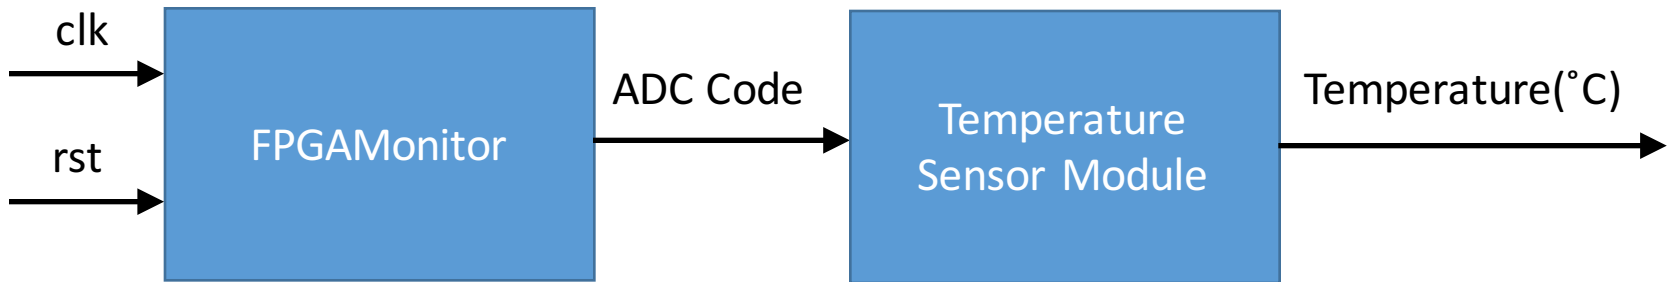 clk
rst
FPGAMonitor
ADC Code
Temperature
Sensor Module
Temperature(˚C)